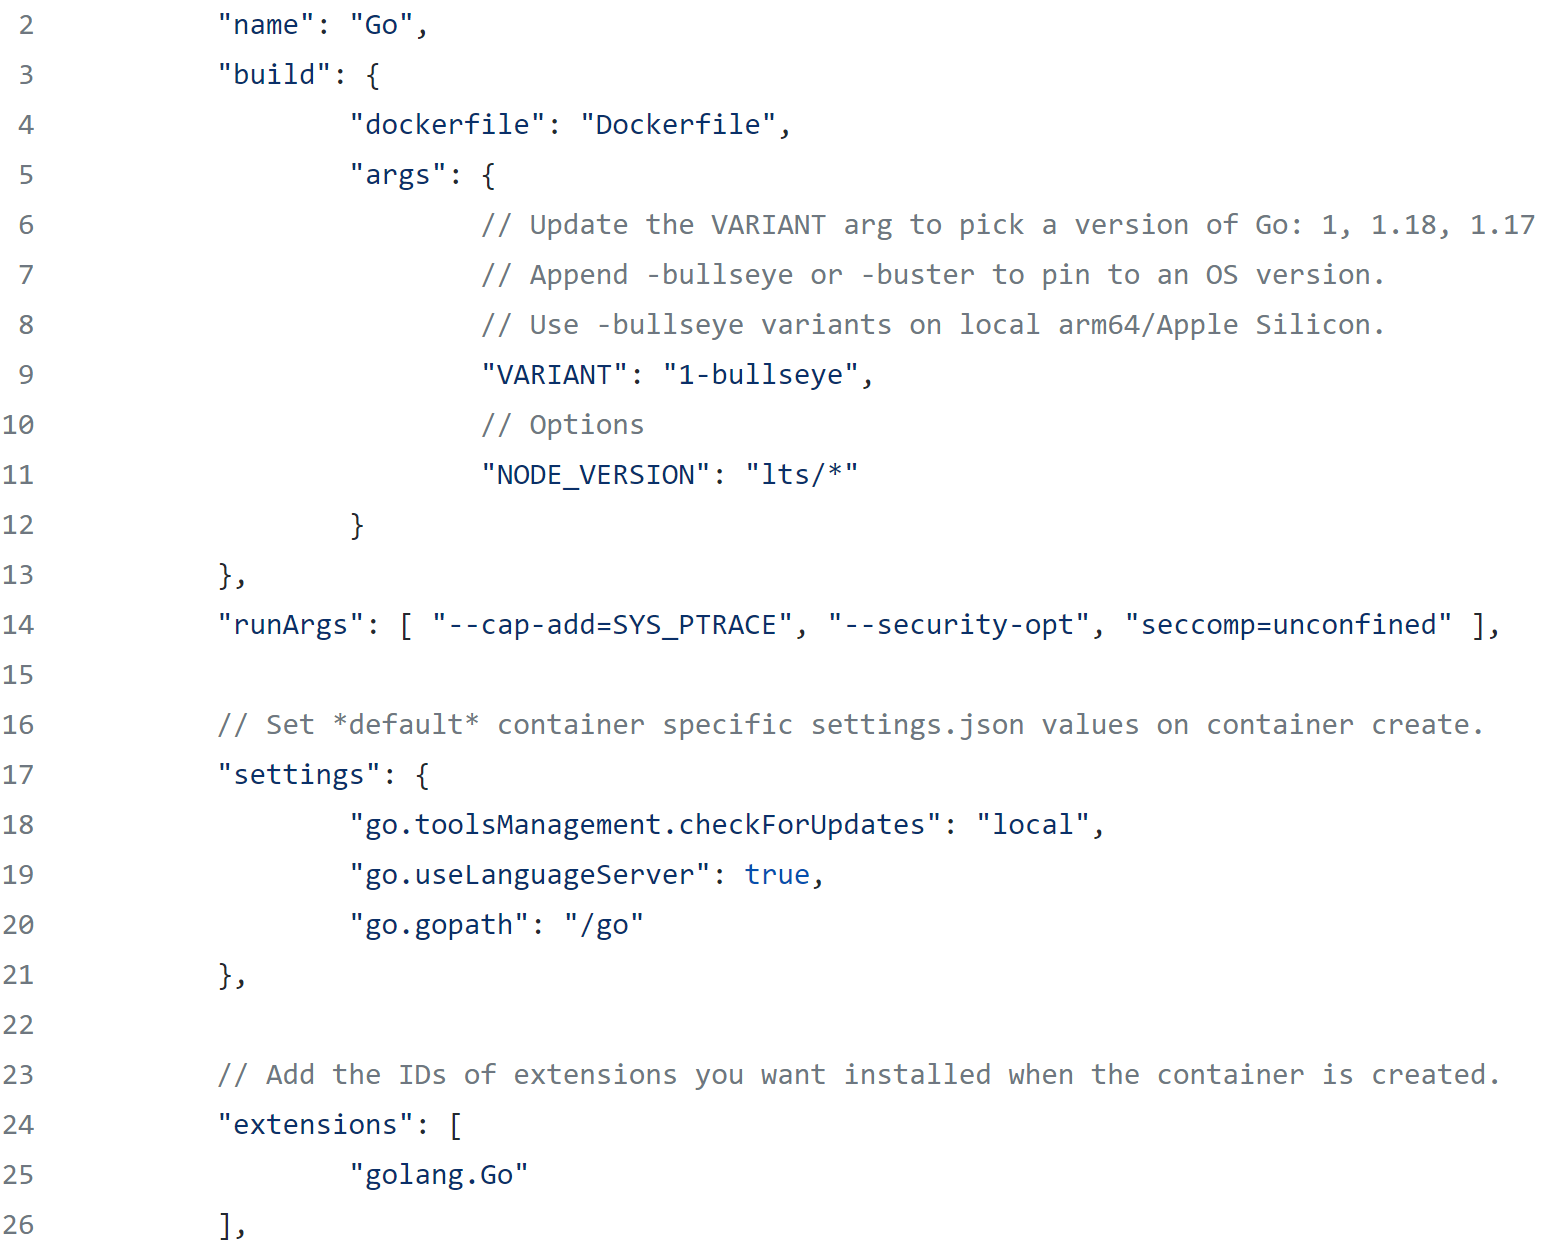 2 "name": "Go",
3 "build": {
4 "dockerfile": "Dockerfile",
5 "args": {
6 // Update the VARIANT arg to pick a version of Go: 1, 1.18, 1.17
7 // Append -bullseye or -buster to pin to an OS version.
8 // Use -bullseye variants on local arm64/Apple Silicon.
9 "VARIANT": "1-bullseye",
10 // Options
11 "NODE_VERSION": "lts/*"
12 }
13 },
14 "runArgs": [ "--cap-add=SYS_PTRACE", "--security-opt", "seccomp=unconfined" ],
15
16 // Set *default* container specific settings.json values on container create.
17 "settings": {
18 "go.toolsManagement.checkForUpdates": "local",
19 "go.useLanguageServer": true,
20 "go.gopath": "/go"
21 },
22
23 // Add the IDs of extensions you want installed when the container is created.
24 "extensions": [
25 "golang.Go"
26 ],